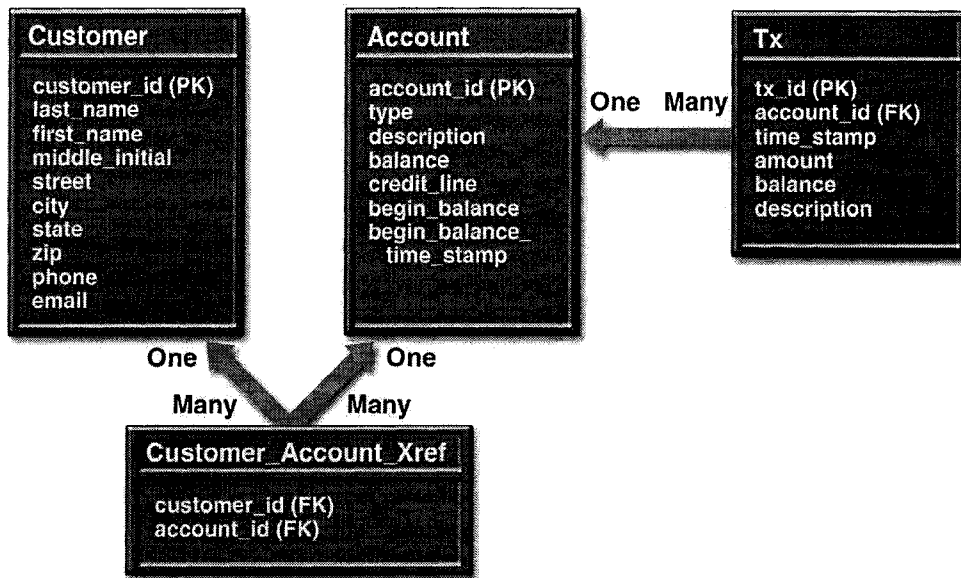 Customer
customer_id (PK)
last_name
first_name
middle_initial
street
city
state
zip
phone
email
Account
account_id (PK)
type
description
balance
credit_line
begin_balance
begin_balance_
time_stamp
Tx
tx_id (PK)
account_id (FK)
time_stamp
amount
balance
description
One Many
One
One
Many
Many
Customer_Account_Xref
customer_id (FK)
account_id (FK)